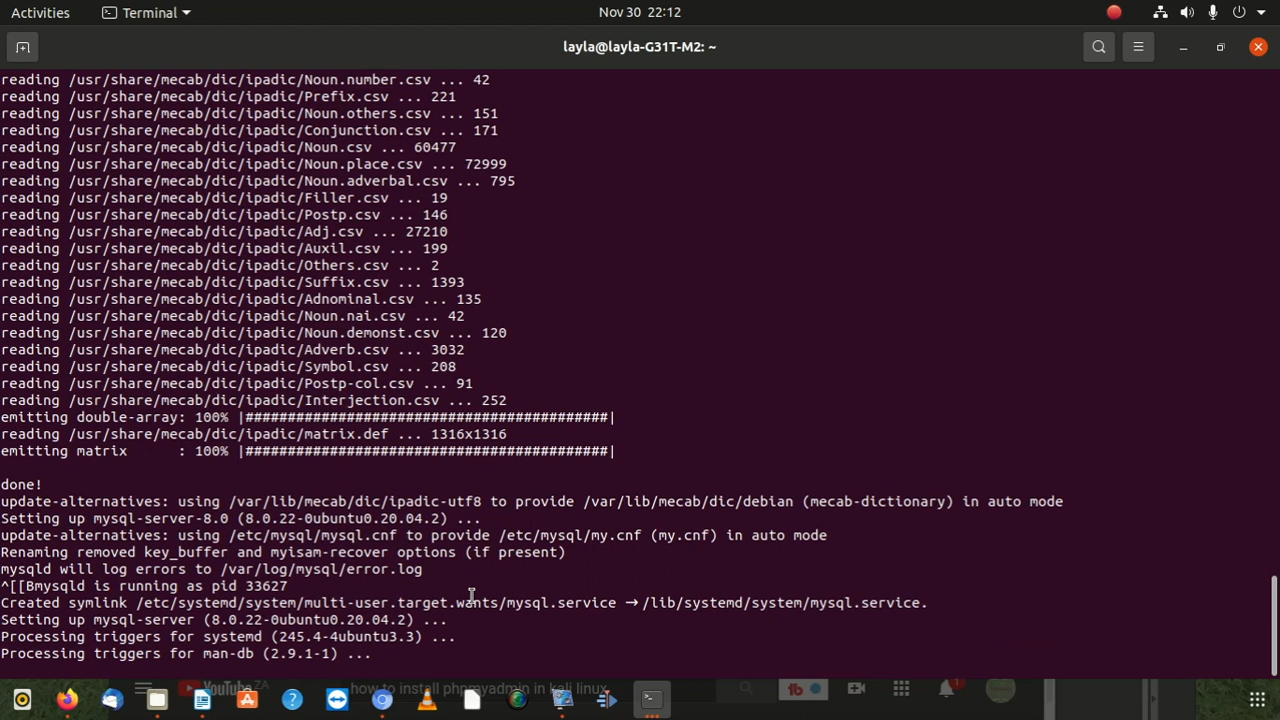 Activities
Terminal
Nov 30 22:12
layla@layla-G31T-M2: ~
reading /usr/share/mecab/dic/ipadic/Noun.number.csv ... 42
reading /usr/share/mecab/dic/ipadic/Prefix.csv ... 221
reading /usr/share/mecab/dic/ipadic/Noun.others.csv ... 151
reading /usr/share/mecab/dic/ipadic/Conjunction.csv ... 171
reading /usr/share/mecab/dic/ipadic/Noun.csv ... 60477
reading /usr/share/mecab/dic/ipadic/Noun.place.csv ... 72999
reading /usr/share/mecab/dic/ipadic/Noun.adverbal.csv ... 795
reading /usr/share/mecab/dic/ipadic/Filler.csv ... 19
reading /usr/share/mecab/dic/ipadic/Postp.csv ... 146
reading /usr/share/mecab/dic/ipadic/Adj.csv ... 27210
reading /usr/share/mecab/dic/ipadic/Auxil.csv ... 199
reading /usr/share/mecab/dic/ipadic/Others.csv ... 2
reading /usr/share/mecab/dic/ipadic/Suffix.csv ... 1393
reading /usr/share/mecab/dic/ipadic/Adnominal.csv ... 135
reading /usr/share/mecab/dic/ipadic/Noun.nai.csv ... 42
reading /usr/share/mecab/dic/ipadic/Noun.demonst.csv ... 120
reading /usr/share/mecab/dic/ipadic/Adverb.csv ... 3032
reading /usr/share/mecab/dic/ipadic/Symbol.csv ... 208
reading /usr/share/mecab/dic/ipadic/Postp-col.csv ... 91
reading /usr/share/mecab/dic/ipadic/Interjection.csv ... 252
emitting double-array: 100% |###########################################|
reading /usr/share/mecab/dic/ipadic/matrix.def ... 1316x1316
emitting matrix      : 100% |###########################################|
done!
update-alternatives: using /var/lib/mecab/dic/ipadic-utf8 to provide /var/lib/mecab/dic/debian (mecab-dictionary) in auto mode
Setting up mysql-server-8.0 (8.0.22-0ubuntu0.20.04.2) ...
update-alternatives: using /etc/mysql/mysql.cnf to provide /etc/mysql/my.cnf (my.cnf) in auto mode
Renaming removed key_buffer and myisam-recover options (if present)
mysqld will log errors to /var/log/mysql/error.log
^[[Bmysqld is running as pid 33627
Created symlink /etc/systemd/system/multi-user.target.wants/mysql.service → /lib/systemd/system/mysql.service.
Setting up mysql-server (8.0.22-0ubuntu0.20.04.2) ...
Processing triggers for systemd (245.4-4ubuntu3.3) ...
Processing triggers for man-db (2.9.1-1) ...
YouTube ZA
how to install phpmyadmin in kali linux